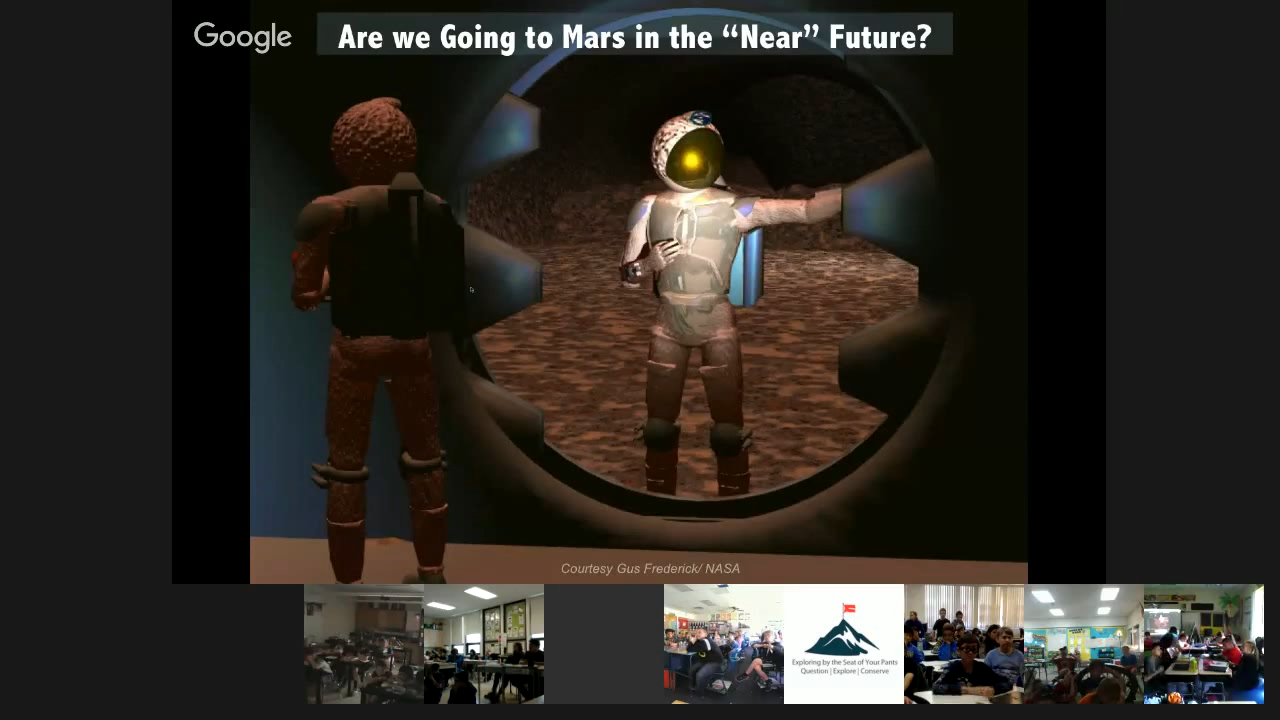 Google
Are we Going to Mars in the “Near” Future?
Courtesy Gus Frederick/ NASA
Exploring by the Seat of Your Pants
Question | Explore | Conserve